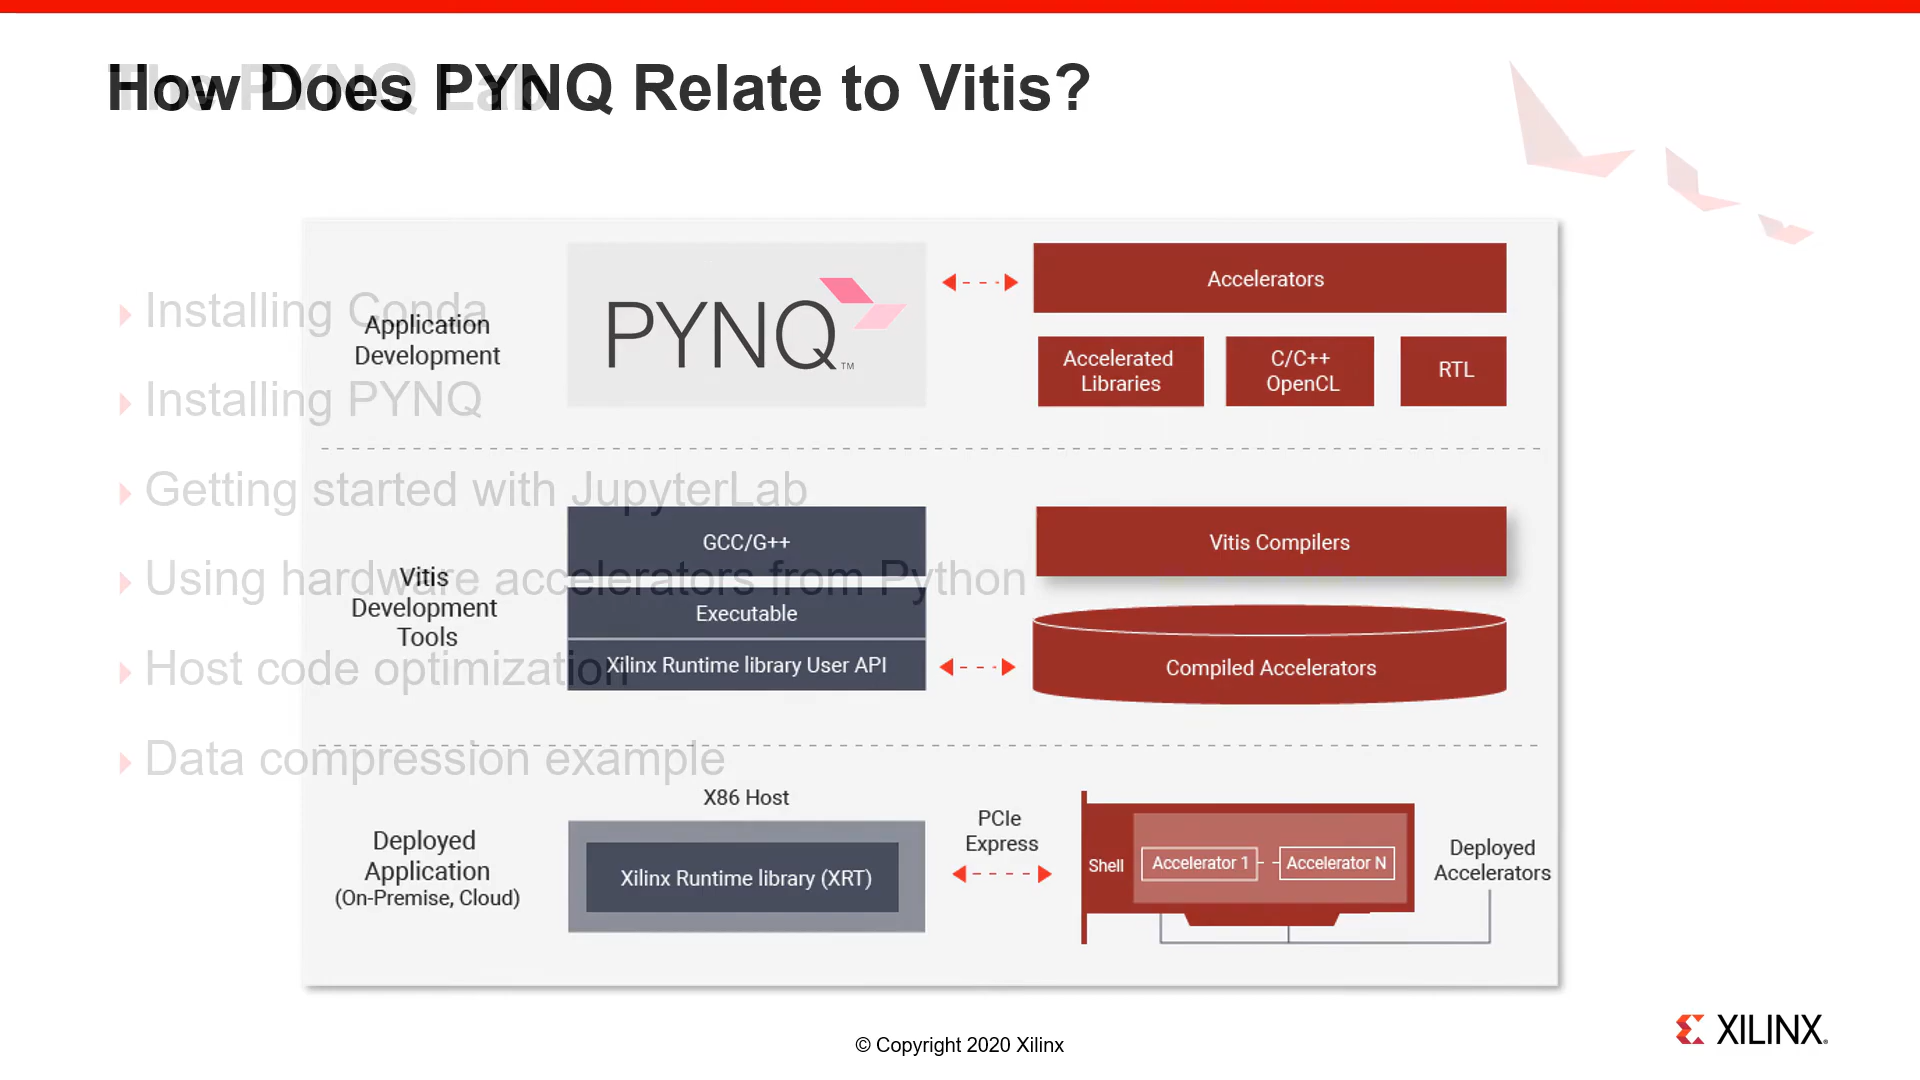 How Does PYNQ Relate to Vitis?
The PYNQ Lab
Installing Conda
Installing PYNQ
Getting started with JupyterLab
Using hardware accelerators from Python
Host code optimization
Data compression example
Application
Development
PYNQ™
Accelerators
Accelerated
Libraries
C/C++
OpenCL
RTL
Vitis
Development
Tools
GCC/G++
Executable
Xilinx Runtime library User API
Vitis Compilers
Compiled Accelerators
Deployed
Application
(On-Premise, Cloud)
X86 Host
Xilinx Runtime library (XRT)
PCIe
Express
Shell
Accelerator 1
Accelerator N
Deployed
Accelerators
© Copyright 2020 Xilinx
XILINX®